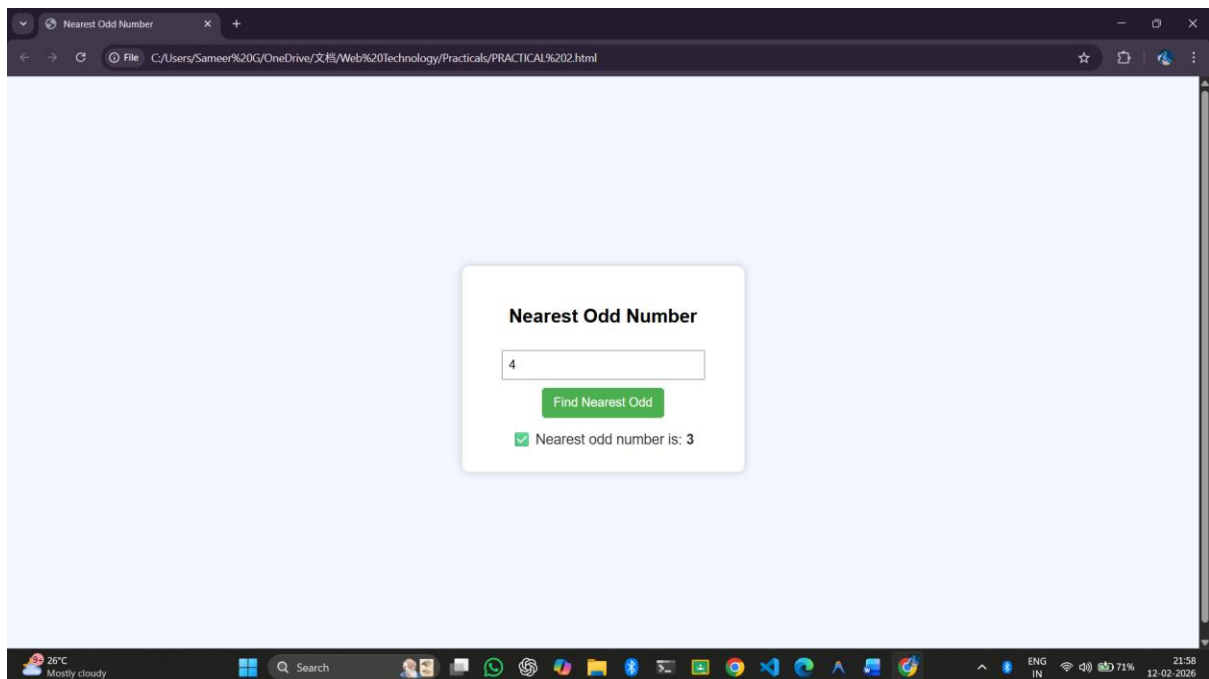 Nearest Odd Number
File C:/Users/Sameer%20G/OneDrive/文档/Web%20Technology/Practicals/PRACTICAL%202.html
Nearest Odd Number
4
Find Nearest Odd
Nearest odd number is: 3
9+ 26°C
Mostly cloudy
Search
ENG
IN
71%
21:58
12-02-2026